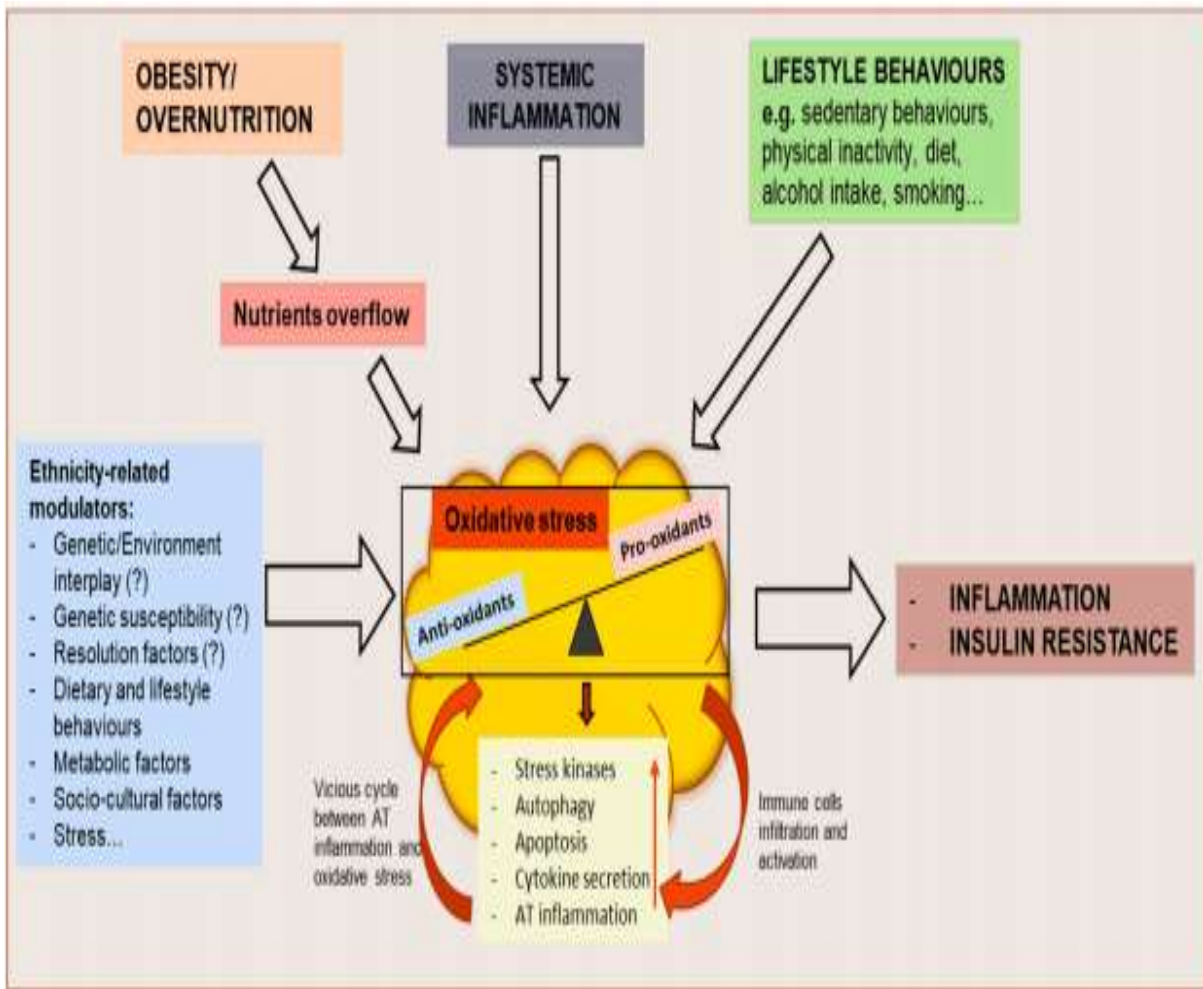 OBESITY/
OVERNUTRITION
SYSTEMIC
INFLAMMATION
LIFESTYLE BEHAVIOURS
e.g. sedentary behaviours,
physical inactivity, diet,
alcohol intake, smoking...
Nutrients overflow
Ethnicity-related
modulators:
- Genetic/Environment
interplay (?)
- Genetic susceptibility (?)
- Resolution factors (?)
- Dietary and lifestyle
behaviours
- Metabolic factors
- Socio-cultural factors
- Stress...
Oxidative stress
Pro-oxidants
Anti-oxidants
- INFLAMMATION
- INSULIN RESISTANCE
Vicious cycle
between AT
inflammation and
oxidative stress
- Stress kinases
- Autophagy
- Apoptosis
- Cytokine secretion
- AT inflammation
Immune cells
infiltration and
activation